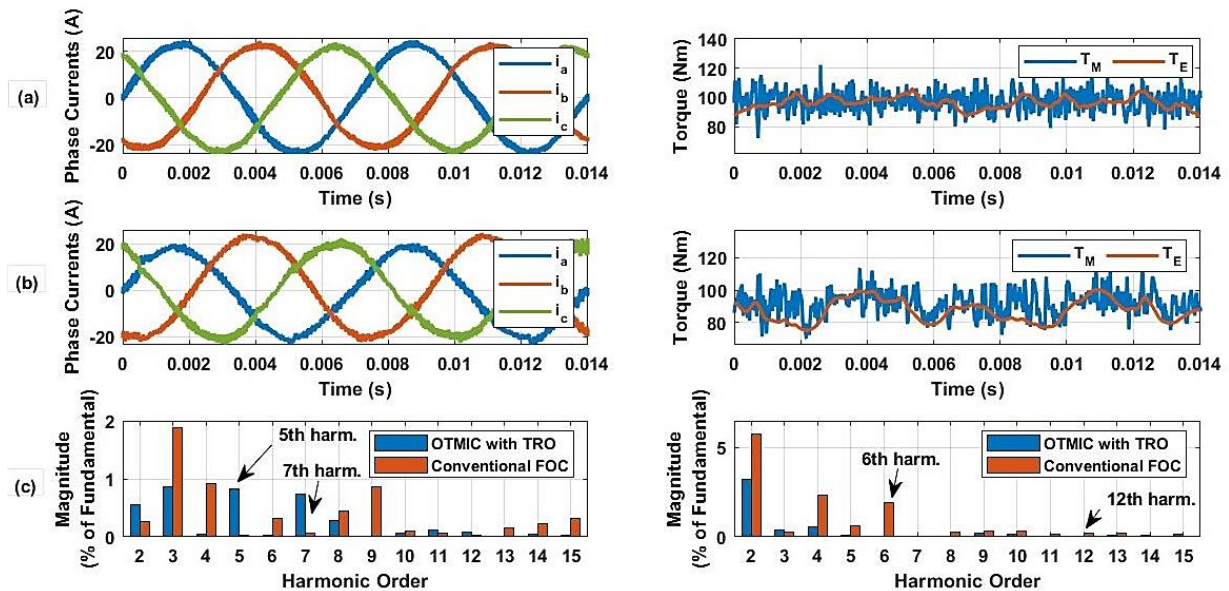 (a)
Phase Currents (A)
20
0
-20
i_a
i_b
i_c
0 0.002 0.004 0.006 0.008 0.01 0.012 0.014
Time (s)
Torque (Nm)
140
120
100
80
T_M T_E
0 0.002 0.004 0.006 0.008 0.01 0.012 0.014
Time (s)
(b)
Phase Currents (A)
20
0
-20
i_a
i_b
i_c
0 0.002 0.004 0.006 0.008 0.01 0.012 0.014
Time (s)
Torque (Nm)
120
100
80
T_M T_E
0 0.002 0.004 0.006 0.008 0.01 0.012 0.014
Time (s)
(c)
Magnitude
(% of Fundamental)
2
1
0
5th harm.
7th harm.
OTMIC with TRO
Conventional FOC
2 3 4 5 6 7 8 9 10 11 12 13 14 15
Harmonic Order
Magnitude
(% of Fundamental)
5
0
6th harm.
12th harm.
OTMIC with TRO
Conventional FOC
2 3 4 5 6 7 8 9 10 11 12 13 14 15
Harmonic Order